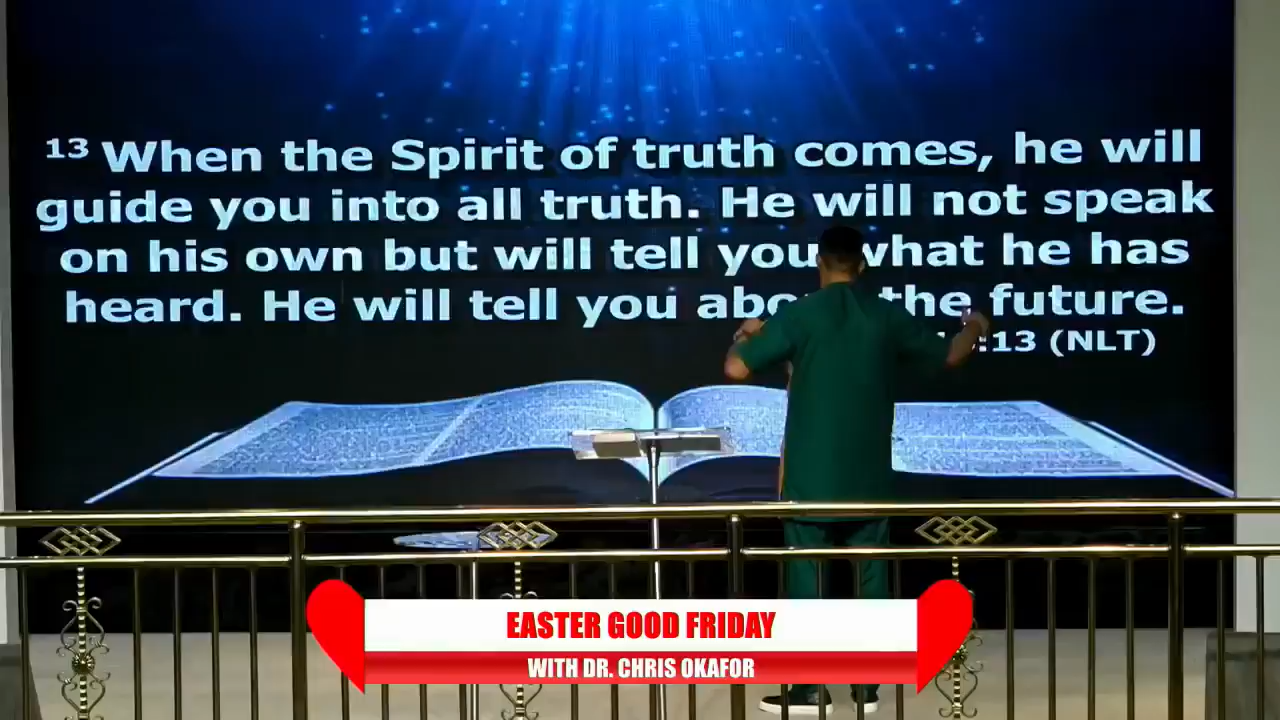 13 When the Spirit of truth comes, he will
guide you into all truth. He will not speak
on his own but will tell you what he has
heard. He will tell you the future.
:13 (NLT)
EASTER GOOD FRIDAY
WITH DR. CHRIS OKAFOR